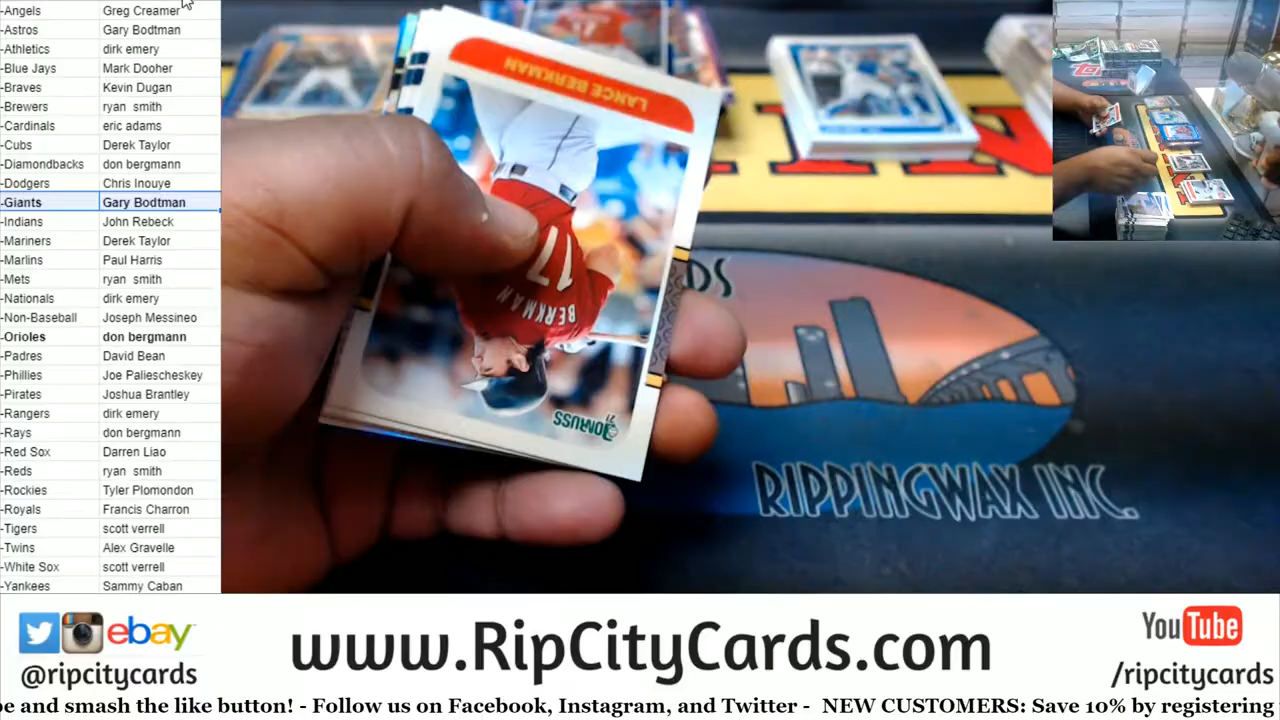 -Angels Greg Creamer
-Astros Gary Bodtman
-Athletics dirk emery
-Blue Jays Mark Dooher
-Braves Kevin Dugan
-Brewers ryan smith
-Cardinals eric adams
-Cubs Derek Taylor
-Diamondbacks don bergmann
-Dodgers Chris Inouye
-Giants Gary Bodtman
-Indians John Rebeck
-Mariners Derek Taylor
-Marlins Paul Harris
-Mets ryan smith
-Nationals dirk emery
-Non-Baseball Joseph Messineo
-Orioles don bergmann
-Padres David Bean
-Phillies Joe Paliescheskey
-Pirates Joshua Brantley
-Rangers dirk emery
-Rays don bergmann
-Red Sox Darren Liao
-Reds ryan smith
-Rockies Tyler Plomondon
-Royals Francis Charron
-Tigers scott verrell
-Twins Alex Gravelle
-White Sox scott verrell
-Yankees Sammy Caban
LANCE BERKMAN
BERKMAN
17
DONRUSS
RIPPINGWAX INC.
ebay
@ripcitycards
www.RipCityCards.com
YouTube
/ripcitycards
be and smash the like button! - Follow us on Facebook, Instagram, and Twitter - NEW CUSTOMERS: Save 10% by registering